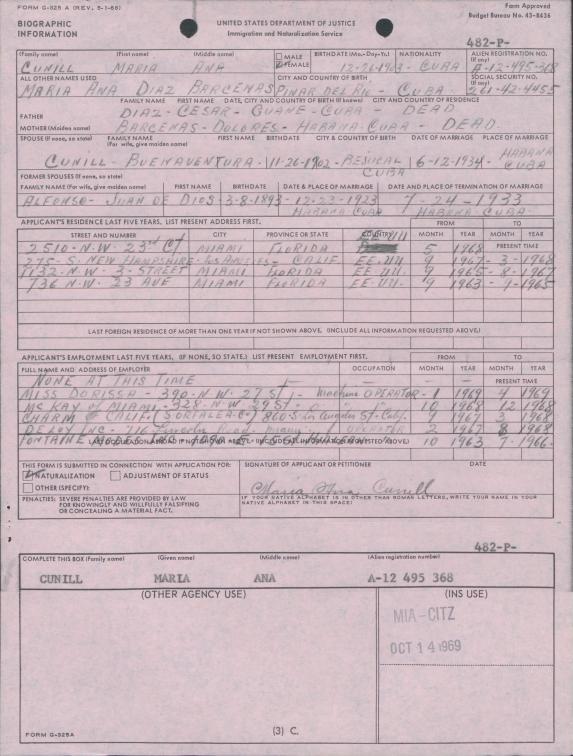 FORM G-325 A (REV. 5-1-68)
Form Approved
Budget Bureau No. 43-R436
BIOGRAPHIC
INFORMATION
UNITED STATES DEPARTMENT OF JUSTICE
Immigration and Naturalization Service
482-P-
(Family name) (First name) (Middle name) MALE FEMALE BIRTHDATE (Mo.-Day-Yr.) NATIONALITY ALIEN REGISTRATION NO. (If any)
CUNILL MARIA ANA 12-26-1903 - CUBA A-12-495-368
ALL OTHER NAMES USED CITY AND COUNTRY OF BIRTH SOCIAL SECURITY NO. (If any)
MARIA ANA DIAZ BARCENAS PINAR DEL RIO - CUBA 261-42-4455
FAMILY NAME FIRST NAME DATE, CITY AND COUNTRY OF BIRTH (If known) CITY AND COUNTRY OF RESIDENCE
FATHER DIAZ - CESAR - GUANE - CUBA - DEAD
MOTHER (Maiden name) BARCENAS - DOLORES - HABANA - CUBA - DEAD
SPOUSE (If none, so state) FAMILY NAME (For wife, give maiden name) FIRST NAME BIRTHDATE CITY & COUNTRY OF BIRTH DATE OF MARRIAGE PLACE OF MARRIAGE
CUNILL - BUENAVENTURA - 11-26-1902 - BEJUCAL CUBA 6-12-1934 - HABANA CUBA
FORMER SPOUSES (If none, so state)
FAMILY NAME (For wife, give maiden name) FIRST NAME BIRTHDATE DATE & PLACE OF MARRIAGE DATE AND PLACE OF TERMINATION OF MARRIAGE
ALFONSO - JUAN DE DIOS - 3-8-1893 - 12-23-1923 7-24-1933
HABANA CUBA HABANA - CUBA
APPLICANT'S RESIDENCE LAST FIVE YEARS. LIST PRESENT ADDRESS FIRST. FROM TO
STREET AND NUMBER CITY PROVINCE OR STATE COUNTRY MONTH YEAR MONTH YEAR
2510 - N.W. 23rd Ct MIAMI FLORIDA EE.UU 5 1968 PRESENT TIME
275 - S. NEW HAMPSHIRE - LOS ANGELES - CALIF. EE.UU. 9 1967 - 3 - 1968
1132 - N.W - 3 - STREET MIAMI FLORIDA EE.UU. 9 1965 - 8 - 1967
736 N.W 23 AVE MIAMI FLORIDA EE-UU. 9 1963 - 9 - 1965
LAST FOREIGN RESIDENCE OF MORE THAN ONE YEAR IF NOT SHOWN ABOVE. (INCLUDE ALL INFORMATION REQUESTED ABOVE)
APPLICANT'S EMPLOYMENT LAST FIVE YEARS. (IF NONE, SO STATE.) LIST PRESENT EMPLOYMENT FIRST. FROM TO
FULL NAME AND ADDRESS OF EMPLOYER OCCUPATION MONTH YEAR MONTH YEAR
NONE AT THIS TIME PRESENT TIME
MISS DORISSA - 390 - N.W 27 St - Machine OPERATOR - 1 1969 4 1969
MC KAY OF MIAMI - 328 - N.W 29 St - 10 1968 12 1968
CHARM OF CALIF. 860-S. Los Angeles St - Calif. 9 1967 3 1968
716 Lincoln Road Miami OPERATOR 2 1967 8 1968
FONTAINE 10 1963 7 - 1966
LAST OCCUPATION ABROAD IF NOT SHOWN ABOVE. (INCLUDE ALL INFORMATION REQUESTED ABOVE)
THIS FORM IS SUBMITTED IN CONNECTION WITH APPLICATION FOR: SIGNATURE OF APPLICANT OR PETITIONER DATE
NATURALIZATION ADJUSTMENT OF STATUS
OTHER (SPECIFY):
Maria Ana Cunill
PENALTIES: SEVERE PENALTIES ARE PROVIDED BY LAW FOR KNOWINGLY AND WILLFULLY FALSIFYING OR CONCEALING A MATERIAL FACT.
IF YOUR NATIVE ALPHABET IS IN OTHER THAN ROMAN LETTERS, WRITE YOUR NAME IN YOUR NATIVE ALPHABET IN THIS SPACE:
482-P-
COMPLETE THIS BOX (Family name) (Given name) (Middle name) (Alien registration number)
CUNILL MARIA ANA A-12 495 368
(OTHER AGENCY USE) (INS USE)
MIA-CITZ
OCT 14 1969
FORM G-325A
(3) C.